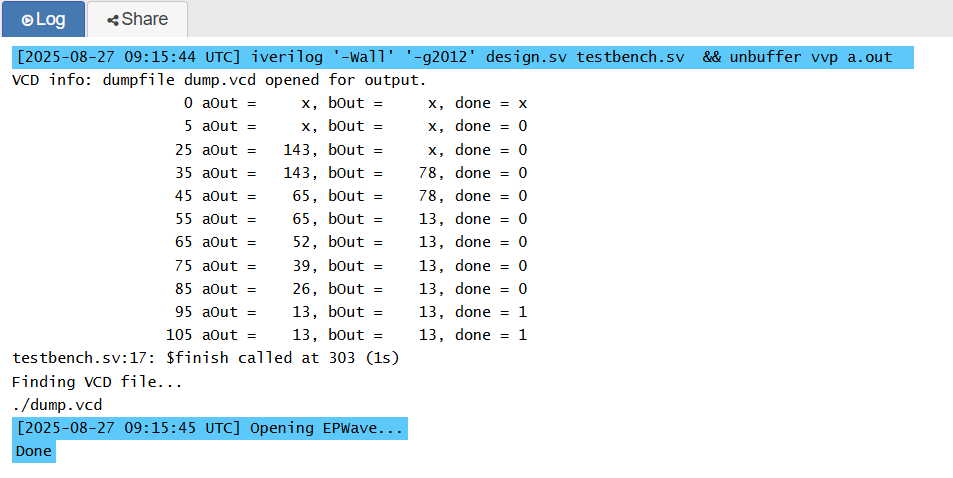 Log Share
[2025-08-27 09:15:44 UTC] iverilog '-Wall' '-g2012' design.sv testbench.sv && unbuffer vvp a.out
VCD info: dumpfile dump.vcd opened for output.
0 aOut = x, bOut = x, done = x
5 aOut = x, bOut = x, done = 0
25 aOut = 143, bOut = x, done = 0
35 aOut = 143, bOut = 78, done = 0
45 aOut = 65, bOut = 78, done = 0
55 aOut = 65, bOut = 13, done = 0
65 aOut = 52, bOut = 13, done = 0
75 aOut = 39, bOut = 13, done = 0
85 aOut = 26, bOut = 13, done = 0
95 aOut = 13, bOut = 13, done = 1
105 aOut = 13, bOut = 13, done = 1
testbench.sv:17: $finish called at 303 (1s)
Finding VCD file...
./dump.vcd
[2025-08-27 09:15:45 UTC] Opening EPWave...
Done